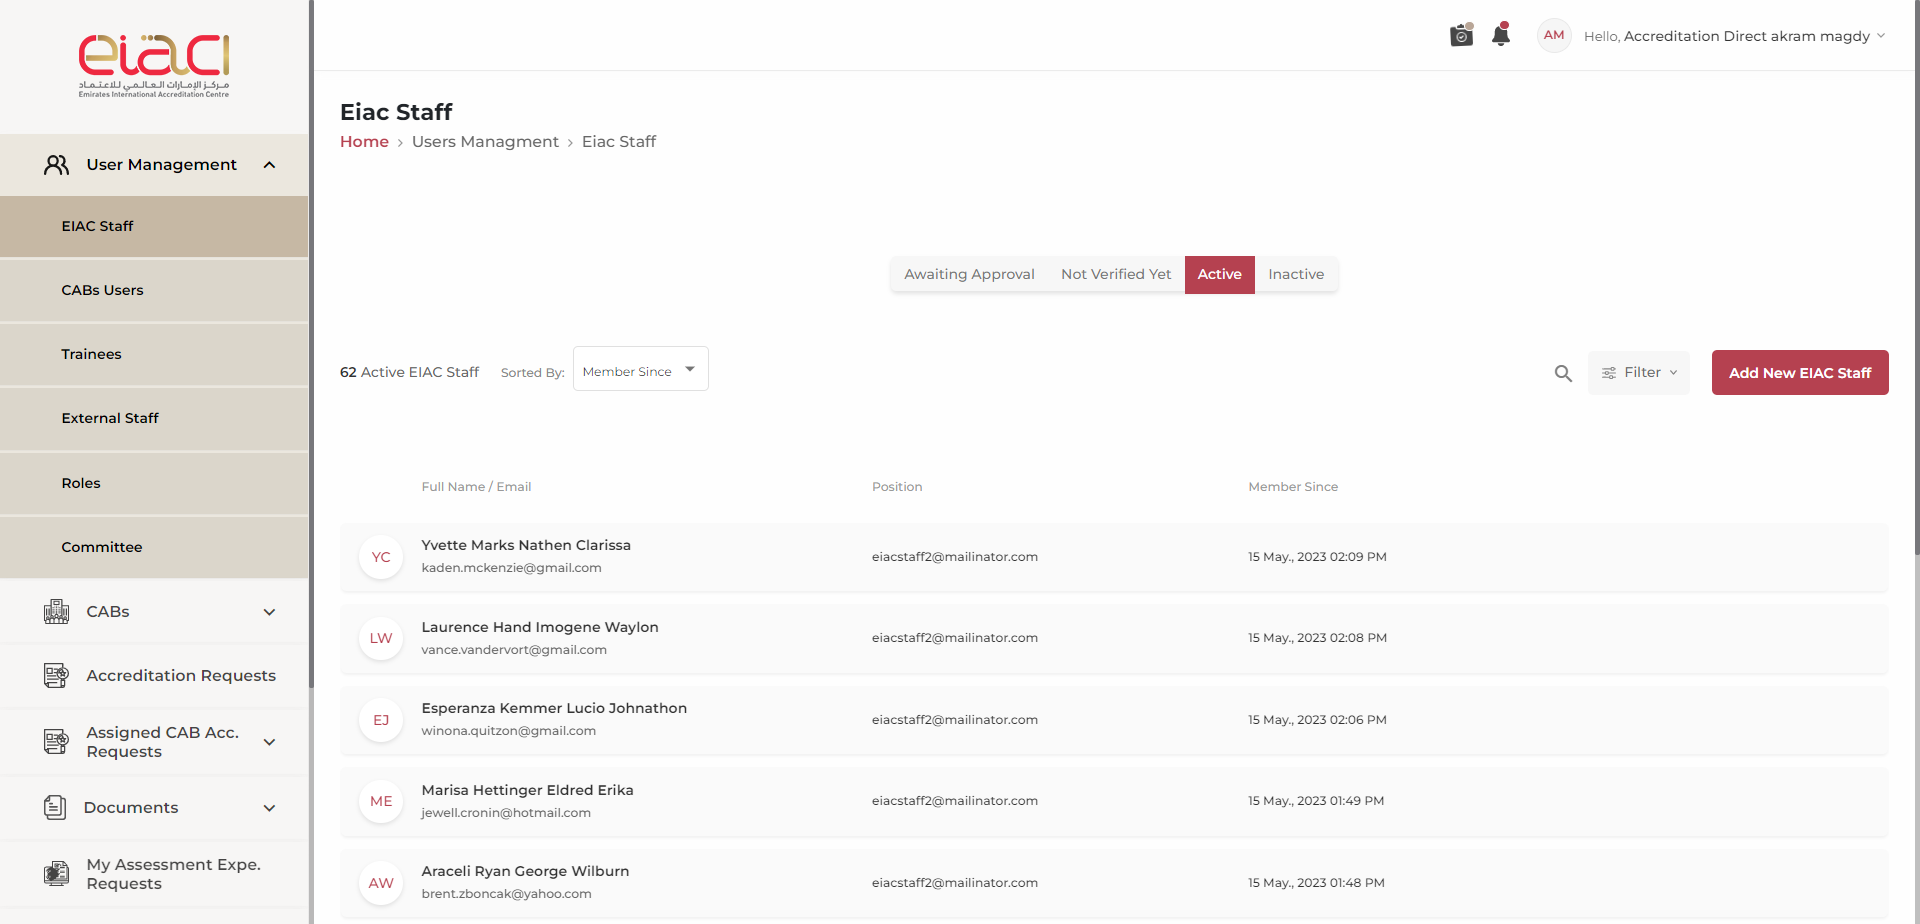 eiac
مركز الإمارات العالمي للاعتماد
Emirates International Accreditation Centre
User Management
EIAC Staff
CABs Users
Trainees
External Staff
Roles
Committee
CABs
Accreditation Requests
Assigned CAB Acc.
Requests
Documents
My Assessment Expe.
Requests
AM
Hello, Accreditation Direct akram magdy
Eiac Staff
Home > Users Managment > Eiac Staff
Awaiting Approval Not Verified Yet Active Inactive
62 Active EIAC Staff Sorted By: Member Since Filter Add New EIAC Staff
Full Name / Email Position Member Since
YC Yvette Marks Nathen Clarissa
kaden.mckenzie@gmail.com eiacstaff2@mailinator.com 15 May., 2023 02:09 PM
LW Laurence Hand Imogene Waylon
vance.vandervort@gmail.com eiacstaff2@mailinator.com 15 May., 2023 02:08 PM
EJ Esperanza Kemmer Lucio Johnathon
winona.quitzon@gmail.com eiacstaff2@mailinator.com 15 May., 2023 02:06 PM
ME Marisa Hettinger Eldred Erika
jewell.cronin@hotmail.com eiacstaff2@mailinator.com 15 May., 2023 01:49 PM
AW Araceli Ryan George Wilburn
brent.zboncak@yahoo.com eiacstaff2@mailinator.com 15 May., 2023 01:48 PM